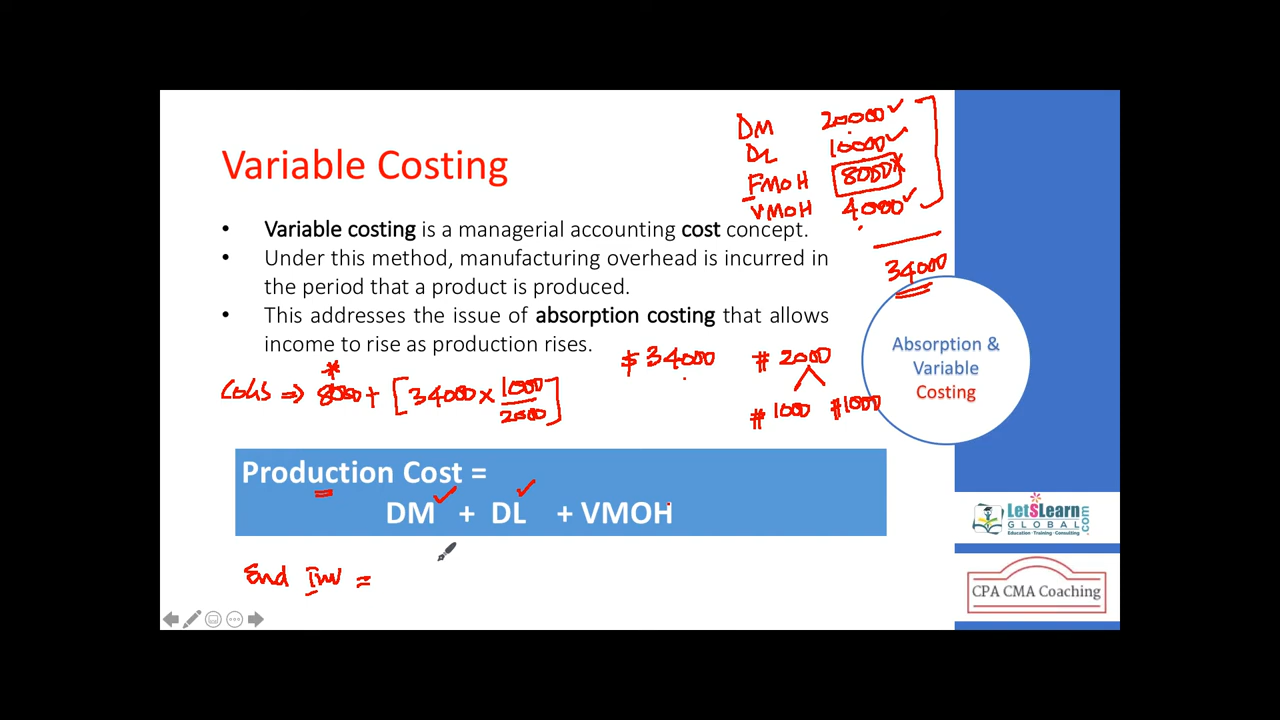 DM 20000
DL 10000
FMOH 8000
VMOH 4000
34000
Variable Costing
• Variable costing is a managerial accounting cost concept.
• Under this method, manufacturing overhead is incurred in
the period that a product is produced.
• This addresses the issue of absorption costing that allows
income to rise as production rises.
$34000 # 2000
# 1000 # 1000
COGS ⇒ 8000 + [34000 × 1000/2000]
*
Absorption &
Variable
Costing
Production Cost =
DM + DL + VMOH
End Inv =
LetSLearn
GLOBAL.com
Education . Training . Consulting
CPA CMA Coaching